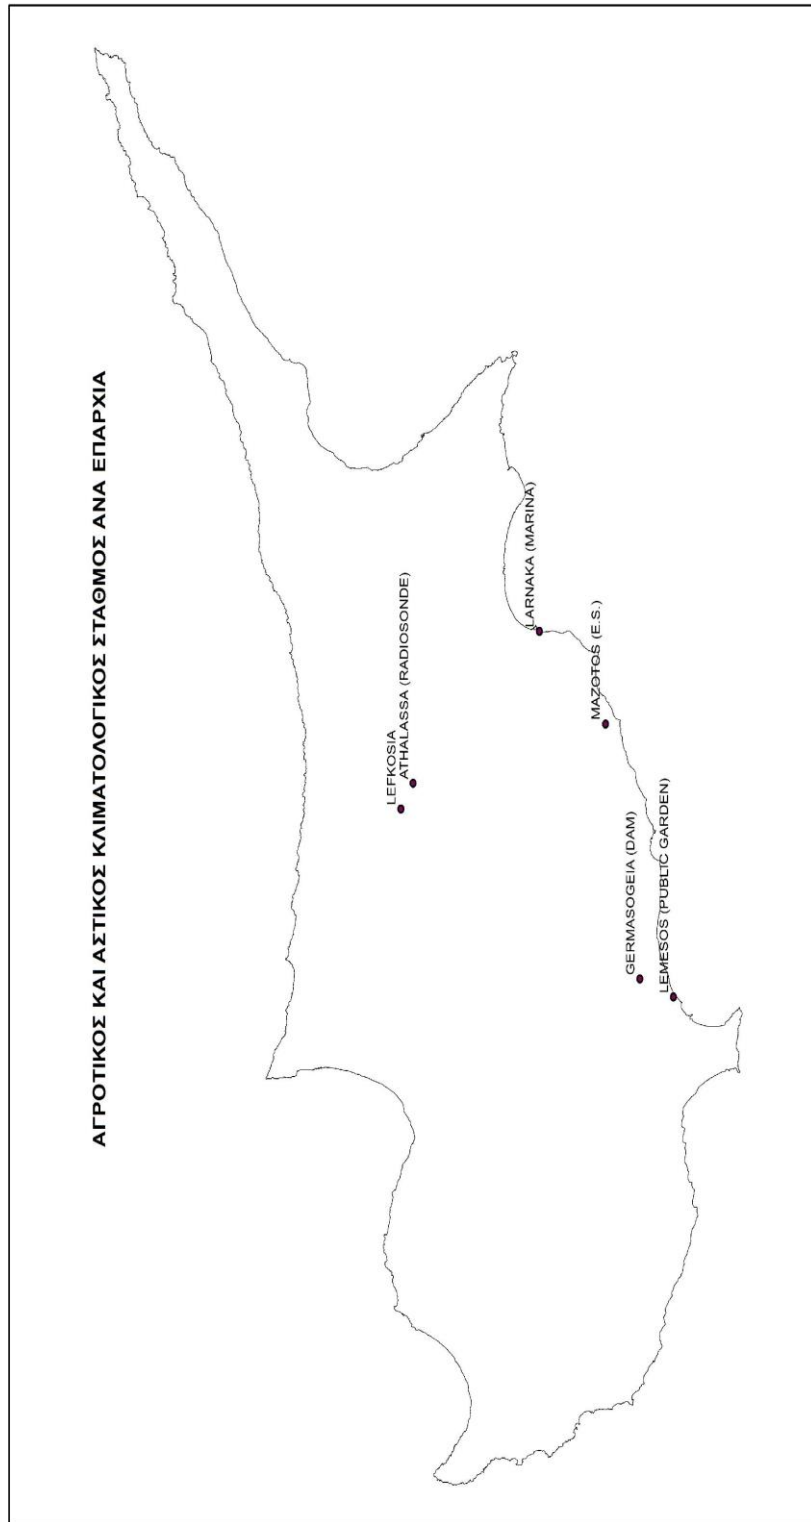 ΑΓΡΟΤΙΚΟΣ ΚΑΙ ΑΣΤΙΚΟΣ ΚΛΙΜΑΤΟΛΟΓΙΚΟΣ ΣΤΑΘΜΟΣ ΑΝΑ ΕΠΑΡΧΙΑ
LEFKOSIA
ATHALASSA (RADIOSONDE)
LARNAKA (MARINA)
MAZOTOS (E.S.)
GERMASOGEIA (DAM)
LEMESOS (PUBLIC GARDEN)